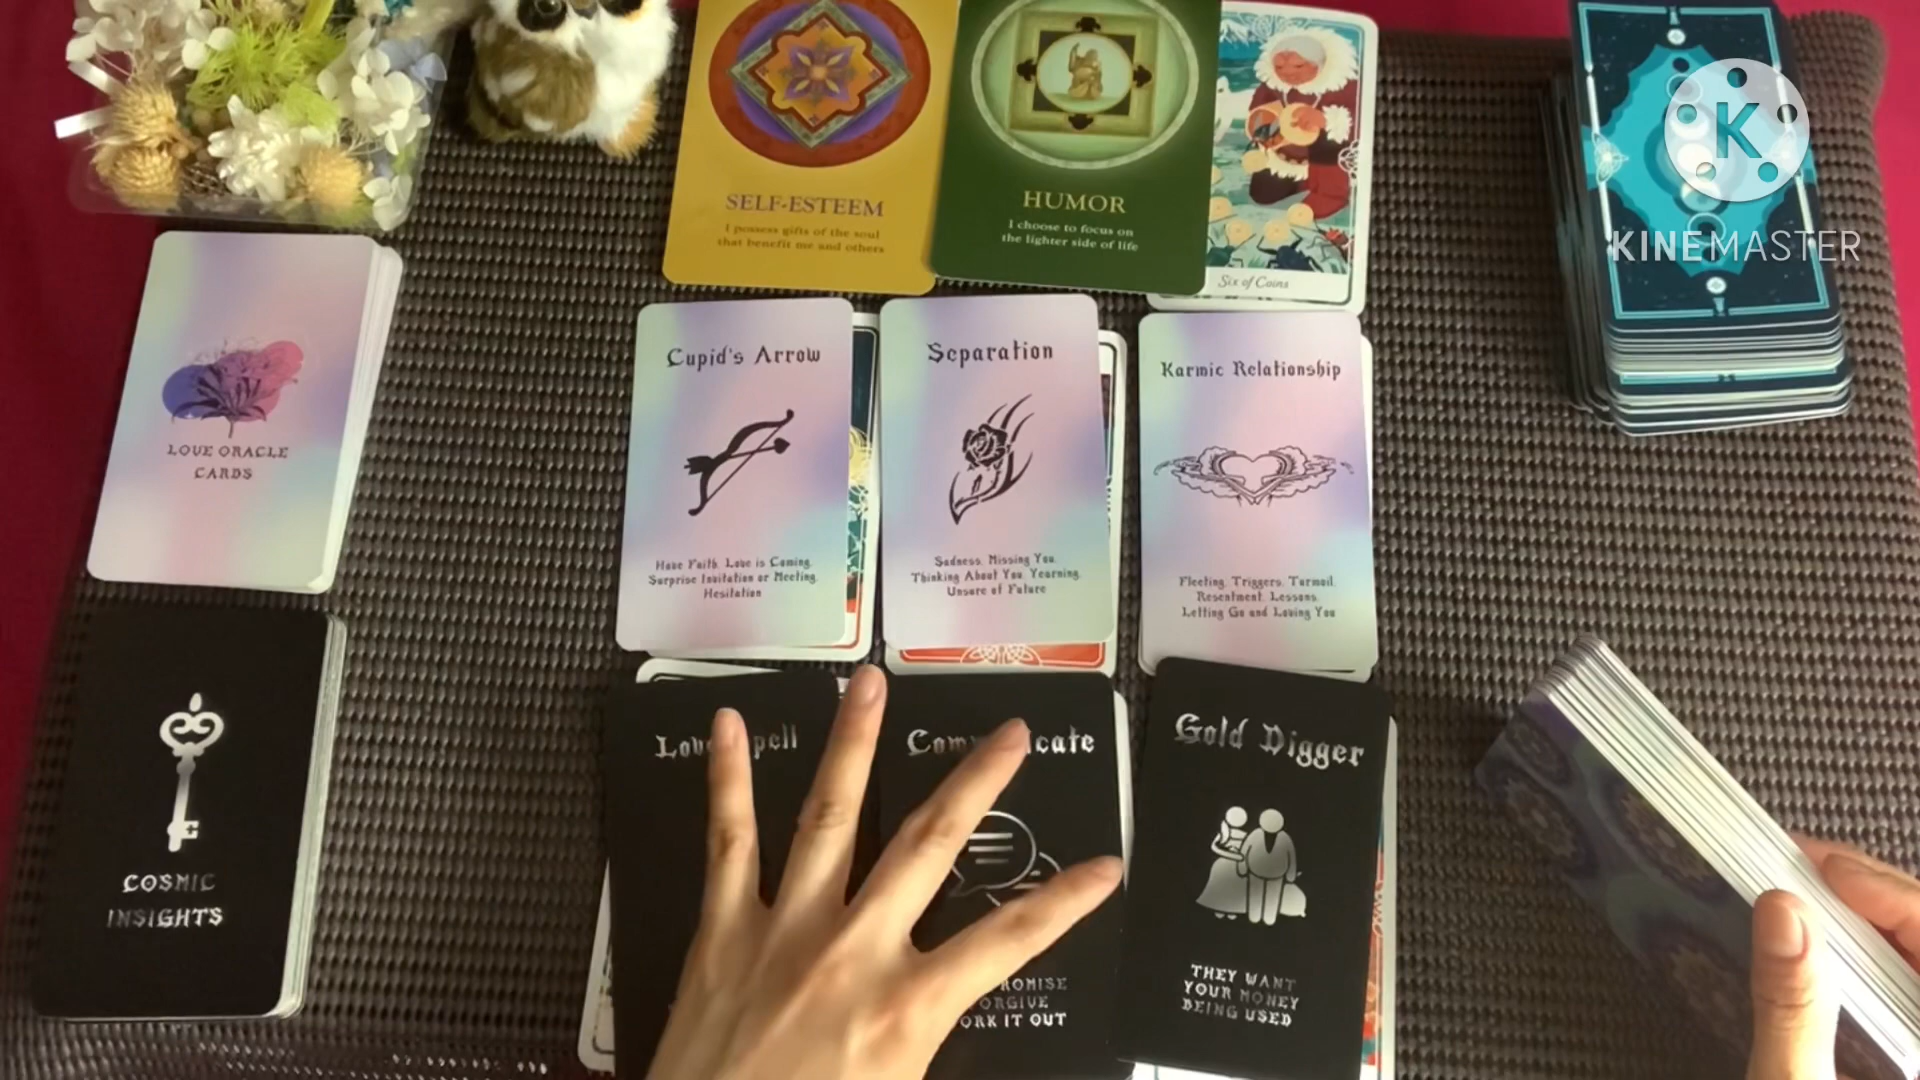 SELF-ESTEEM
I possess gifts of the soul
that benefit me and others
HUMOR
I choose to focus on
the lighter side of life
Six of Coins
K
KINEMASTER
LOVE ORACLE
CARDS
Cupid's Arrow
Have Faith. Love is Coming.
Surprise Invitation or Meeting.
Hesitation
Separation
Sadness. Missing You.
Thinking About You. Yearning.
Unsure of Future
Karmic Relationship
Fleeting. Triggers. Turmoil.
Resentment. Lessons.
Letting Go and Loving You
COSMIC
INSIGHTS
Gold Digger
THEY WANT
YOUR MONEY
BEING USED
WORK IT OUT